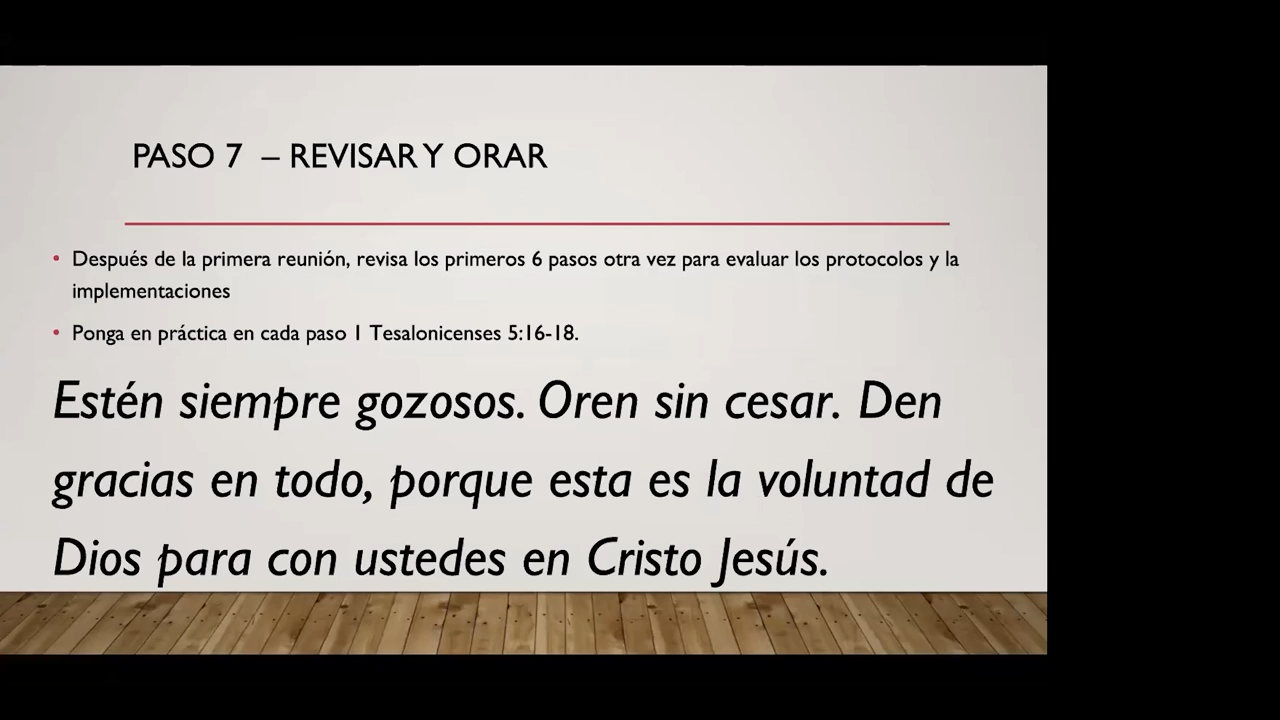 PASO 7 – REVISAR Y ORAR
• Después de la primera reunión, revisa los primeros 6 pasos otra vez para evaluar los protocolos y la
implementaciones
• Ponga en práctica en cada paso 1 Tesalonicenses 5:16-18.
Estén siempre gozosos. Oren sin cesar. Den
gracias en todo, porque esta es la voluntad de
Dios para con ustedes en Cristo Jesús.